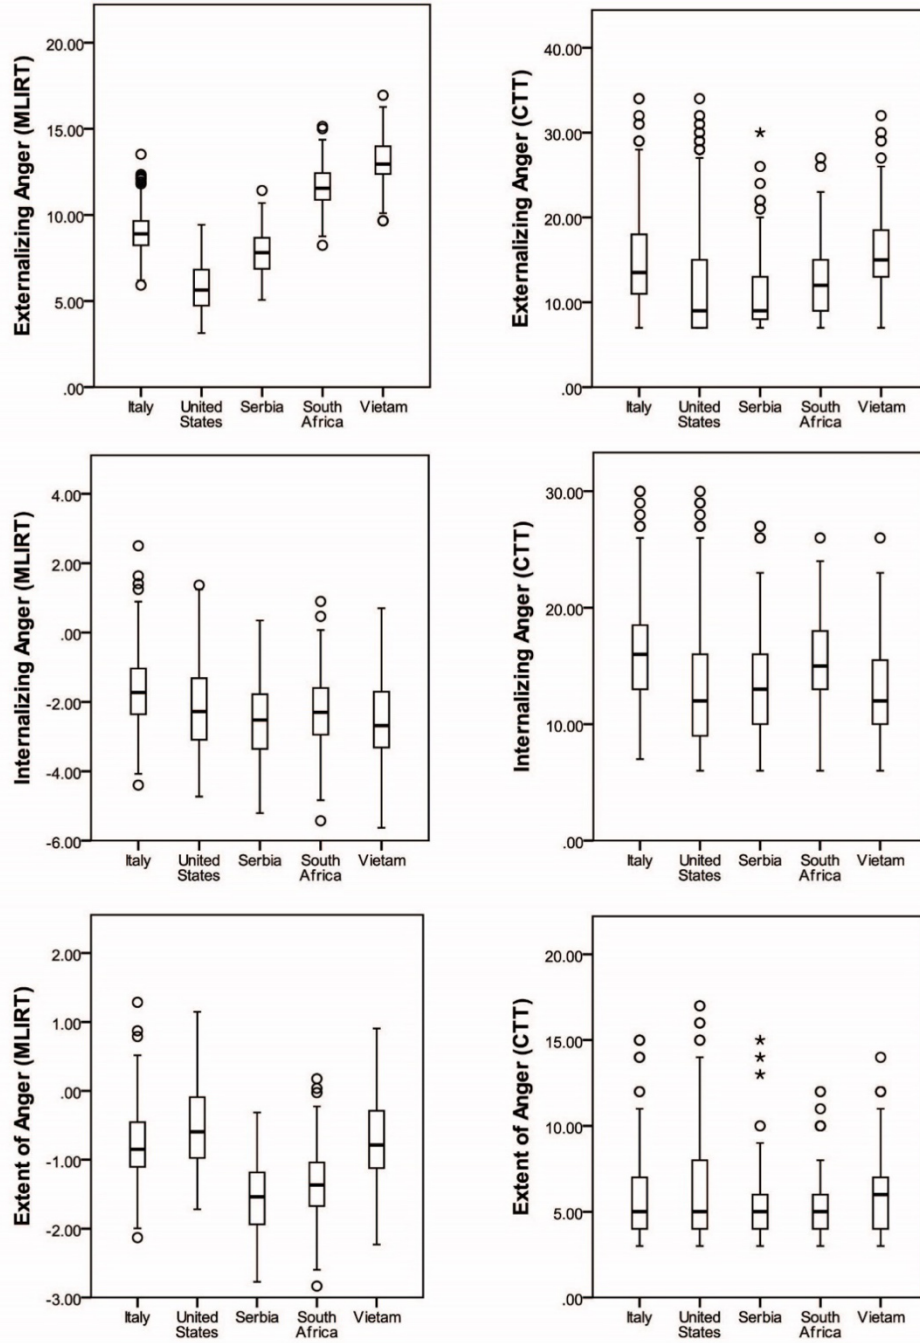 Externalizing Anger (MLIRT)
20.00
15.00
10.00
5.00
.00
Italy
United
States
Serbia
South
Africa
Vietam
Externalizing Anger (CTT)
40.00
30.00
20.00
10.00
.00
Italy
United
States
Serbia
South
Africa
Vietam
Internalizing Anger (MLIRT)
4.00
2.00
.00
-2.00
-4.00
-6.00
Italy
United
States
Serbia
South
Africa
Vietam
Internalizing Anger (CTT)
30.00
20.00
10.00
.00
Italy
United
States
Serbia
South
Africa
Vietam
Extent of Anger (MLIRT)
2.00
1.00
.00
-1.00
-2.00
-3.00
Italy
United
States
Serbia
South
Africa
Vietam
Extent of Anger (CTT)
20.00
15.00
10.00
5.00
.00
Italy
United
States
Serbia
South
Africa
Vietam